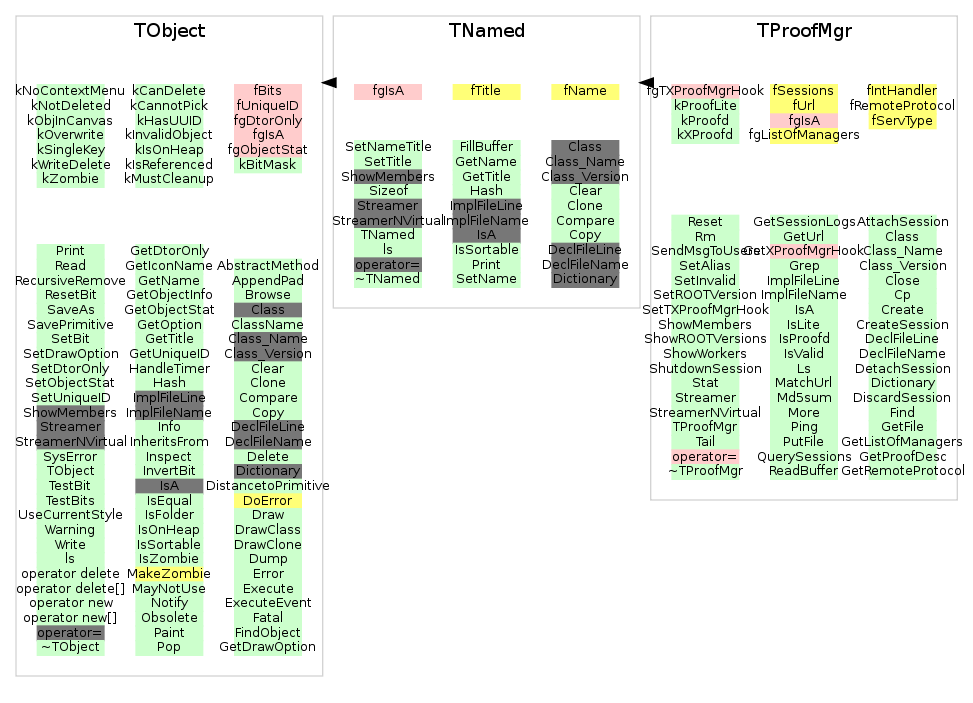 TObject
kNoContextMenu
kNotDeleted
kObjInCanvas
kOverwrite
kSingleKey
kWriteDelete
kZombie
kCanDelete
kCannotPick
kHasUUID
kInvalidObject
kIsOnHeap
kIsReferenced
kMustCleanup
fBits
fUniqueID
fgDtorOnly
fgIsA
fgObjectStat
kBitMask
Print
Read
RecursiveRemove
ResetBit
SaveAs
SavePrimitive
SetBit
SetDrawOption
SetDtorOnly
SetObjectStat
SetUniqueID
ShowMembers
Streamer
StreamerNVirtual
SysError
TObject
TestBit
TestBits
UseCurrentStyle
Warning
Write
ls
operator delete
operator delete[]
operator new
operator new[]
operator=
~TObject
GetDtorOnly
GetIconName
GetName
GetObjectInfo
GetObjectStat
GetOption
GetTitle
GetUniqueID
HandleTimer
Hash
ImplFileLine
ImplFileName
Info
InheritsFrom
Inspect
InvertBit
IsA
IsEqual
IsFolder
IsOnHeap
IsSortable
IsZombie
MakeZombie
MayNotUse
Notify
Obsolete
Paint
Pop
AbstractMethod
AppendPad
Browse
Class
ClassName
Class_Name
Class_Version
Clear
Clone
Compare
Copy
DeclFileLine
DeclFileName
Delete
Dictionary
DistancetoPrimitive
DoError
Draw
DrawClass
DrawClone
Dump
Error
Execute
ExecuteEvent
Fatal
FindObject
GetDrawOption
TNamed
fgIsA
fTitle
fName
SetNameTitle
SetTitle
ShowMembers
Sizeof
Streamer
StreamerNVirtual
TNamed
ls
operator=
~TNamed
FillBuffer
GetName
GetTitle
Hash
ImplFileLine
ImplFileName
IsA
IsSortable
Print
SetName
Class
Class_Name
Class_Version
Clear
Clone
Compare
Copy
DeclFileLine
DeclFileName
Dictionary
TProofMgr
fgTXProofMgrHook
kProofLite
kProofd
kXProofd
fSessions
fUrl
fgIsA
fgListOfManagers
fIntHandler
fRemoteProtocol
fServType
Reset
Rm
SendMsgToUsers
SetAlias
SetInvalid
SetROOTVersion
SetTXProofMgrHook
ShowMembers
ShowROOTVersions
ShowWorkers
ShutdownSession
Stat
Streamer
StreamerNVirtual
TProofMgr
Tail
operator=
~TProofMgr
GetSessionLogs
GetUrl
GetXProofMgrHook
Grep
ImplFileLine
ImplFileName
IsA
IsLite
IsProofd
IsValid
Ls
MatchUrl
Md5sum
More
Ping
PutFile
QuerySessions
ReadBuffer
AttachSession
Class
Class_Name
Class_Version
Close
Cp
Create
CreateSession
DeclFileLine
DeclFileName
DetachSession
Dictionary
DiscardSession
Find
GetFile
GetListOfManagers
GetProofDesc
GetRemoteProtocol